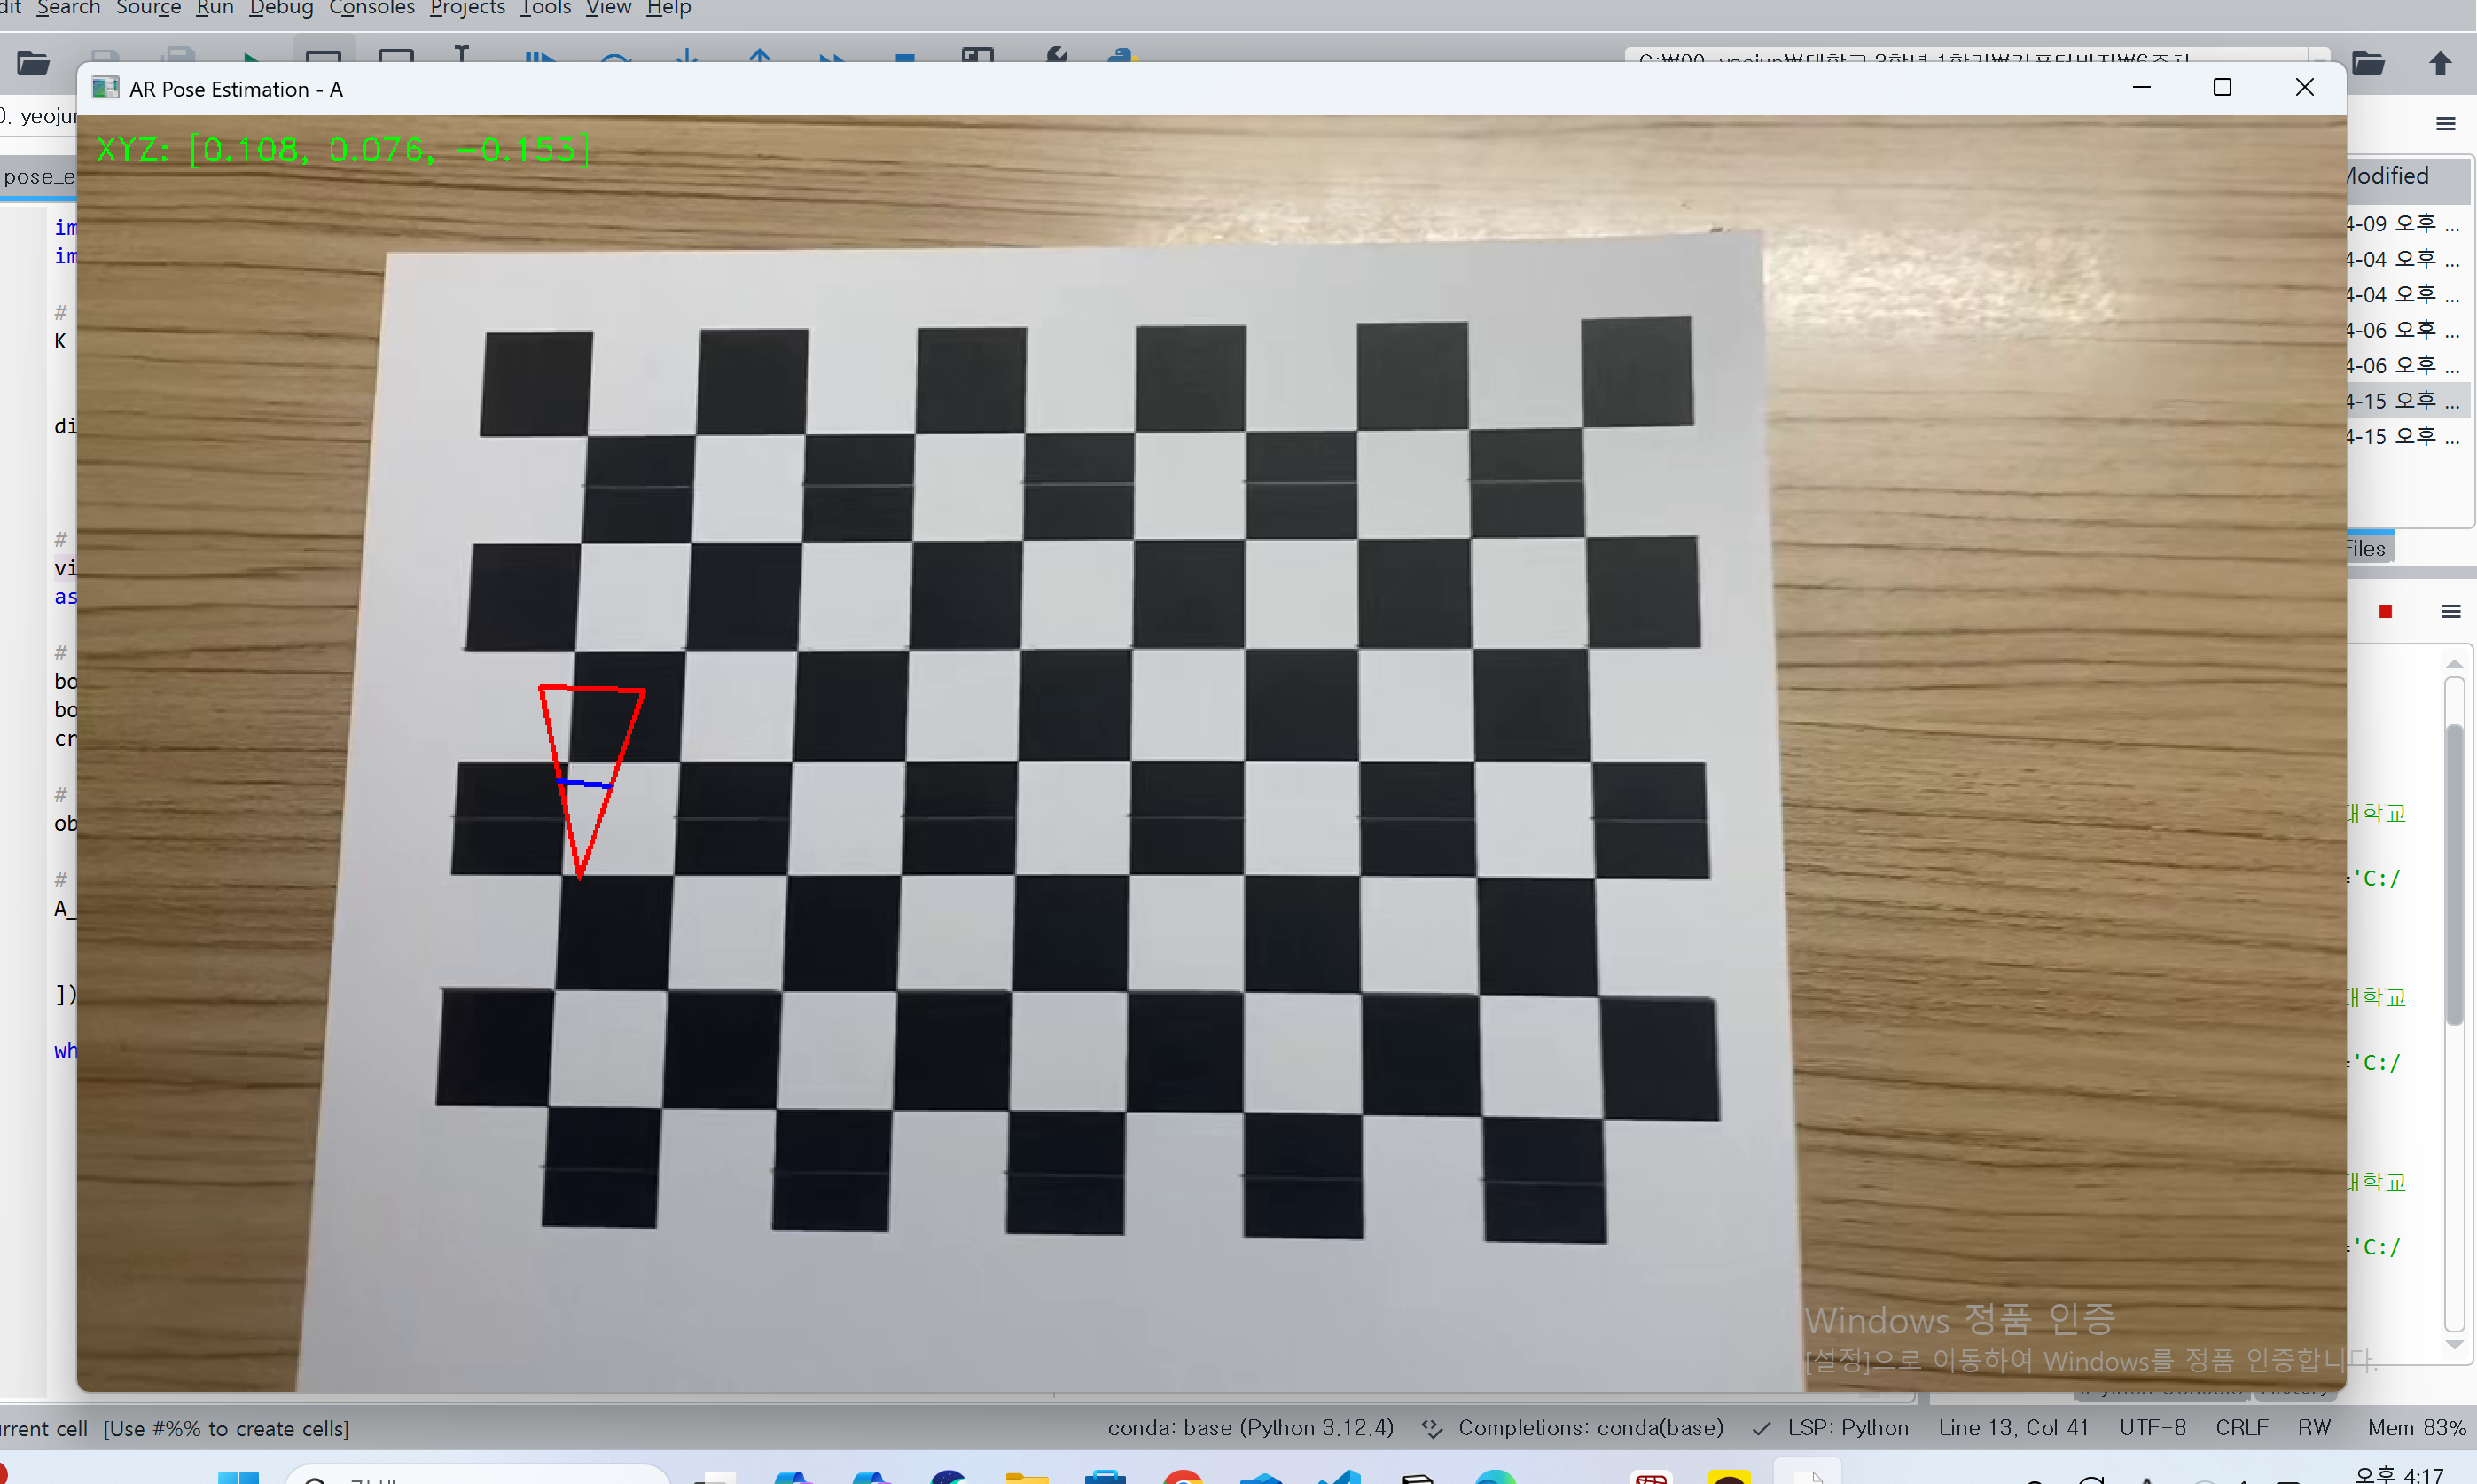 Search Source Run Debug Consoles Projects Tools View Help
AR Pose Estimation - A
XYZ: [0.108, 0.076, -0.153]
Modified
4-09 오후 ...
4-04 오후 ...
4-04 오후 ...
4-06 오후 ...
4-06 오후 ...
4-15 오후 ...
4-15 오후 ...
pose_e
im
im
#
K
di
#
vi
as
#
bo
bo
cr
#
ob
#
A_
])
wh
Files
대학교
='C:/
대학교
='C:/
대학교
='C:/
Windows 정품 인증
[설정]으로 이동하여 Windows를 정품 인증합니다.
rrent cell [Use #%% to create cells]
conda: base (Python 3.12.4) Completions: conda(base) LSP: Python Line 13, Col 41 UTF-8 CRLF RW Mem 83%
오후 4:17